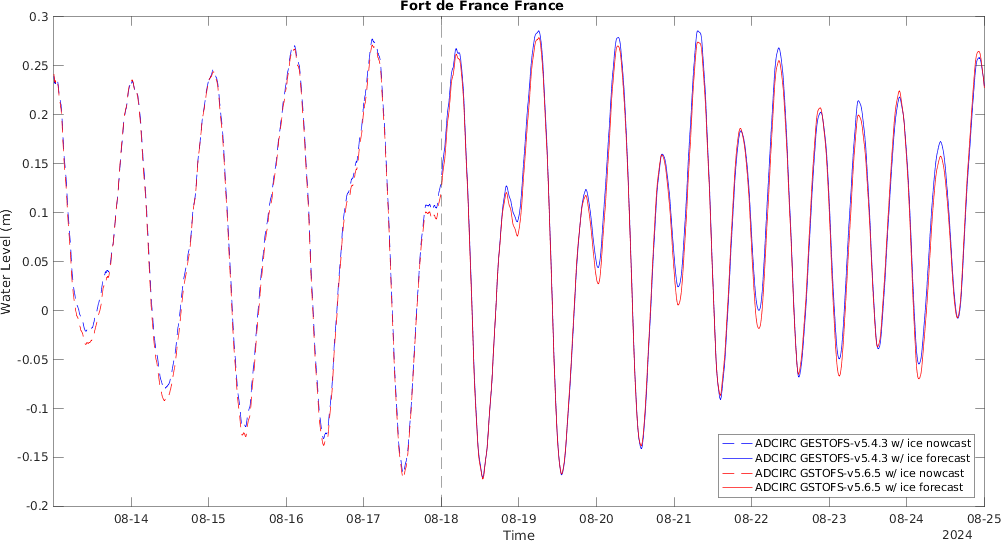 Fort de France France
0.3
0.25
0.2
0.15
0.1
0.05
0
-0.05
-0.1
-0.15
-0.2
Water Level (m)
ADCIRC GESTOFS-v5.4.3 w/ ice nowcast
ADCIRC GESTOFS-v5.4.3 w/ ice forecast
ADCIRC GSTOFS-v5.6.5 w/ ice nowcast
ADCIRC GSTOFS-v5.6.5 w/ ice forecast
08-14 08-15 08-16 08-17 08-18 08-19 08-20 08-21 08-22 08-23 08-24 08-25
Time 2024